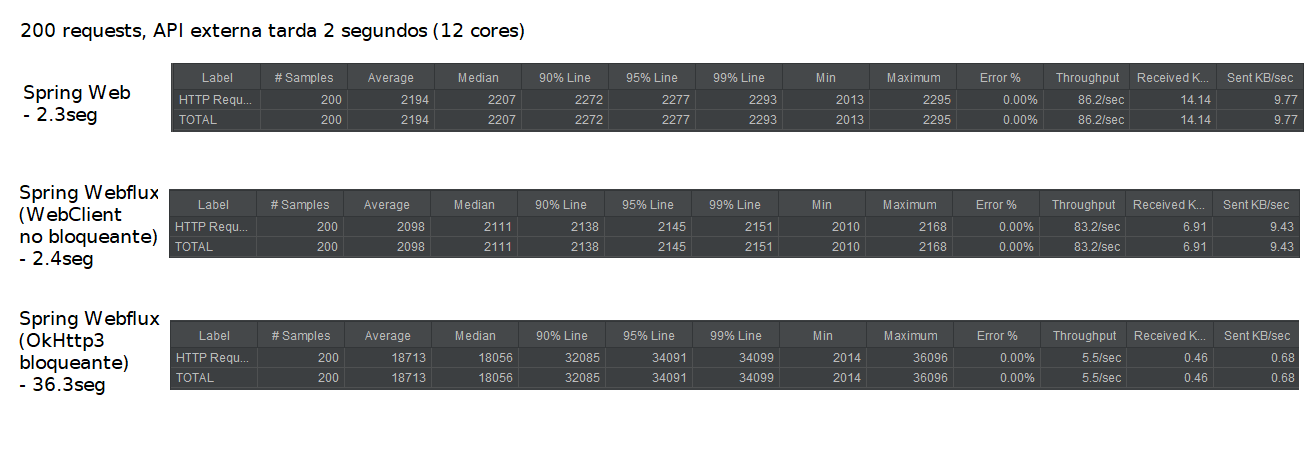 200 requests, API externa tarda 2 segundos (12 cores)
Spring Web
- 2.3seg
Label # Samples Average Median 90% Line 95% Line 99% Line Min Maximum Error % Throughput Received K... Sent KB/sec
HTTP Requ... 200 2194 2207 2272 2277 2293 2013 2295 0.00% 86.2/sec 14.14 9.77
TOTAL 200 2194 2207 2272 2277 2293 2013 2295 0.00% 86.2/sec 14.14 9.77
Spring Webflux
(WebClient
no bloqueante)
- 2.4seg
Label # Samples Average Median 90% Line 95% Line 99% Line Min Maximum Error % Throughput Received K... Sent KB/sec
HTTP Requ... 200 2098 2111 2138 2145 2151 2010 2168 0.00% 83.2/sec 6.91 9.43
TOTAL 200 2098 2111 2138 2145 2151 2010 2168 0.00% 83.2/sec 6.91 9.43
Spring Webflux
(OkHttp3
bloqueante)
- 36.3seg
Label # Samples Average Median 90% Line 95% Line 99% Line Min Maximum Error % Throughput Received K... Sent KB/sec
HTTP Requ... 200 18713 18056 32085 34091 34099 2014 36096 0.00% 5.5/sec 0.46 0.68
TOTAL 200 18713 18056 32085 34091 34099 2014 36096 0.00% 5.5/sec 0.46 0.68